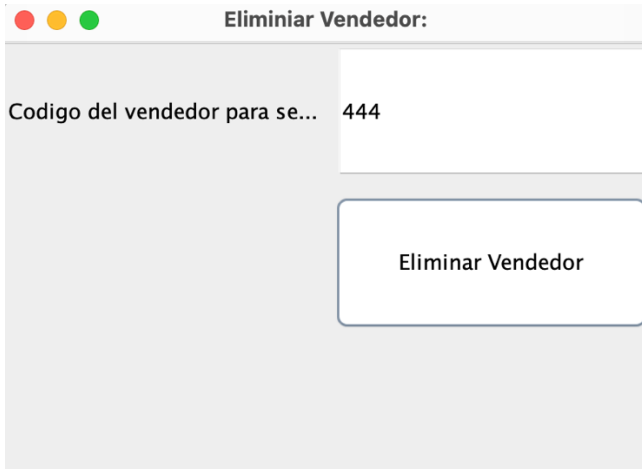 Eliminiar Vendedor:
Codigo del vendedor para se...
444
Eliminar Vendedor